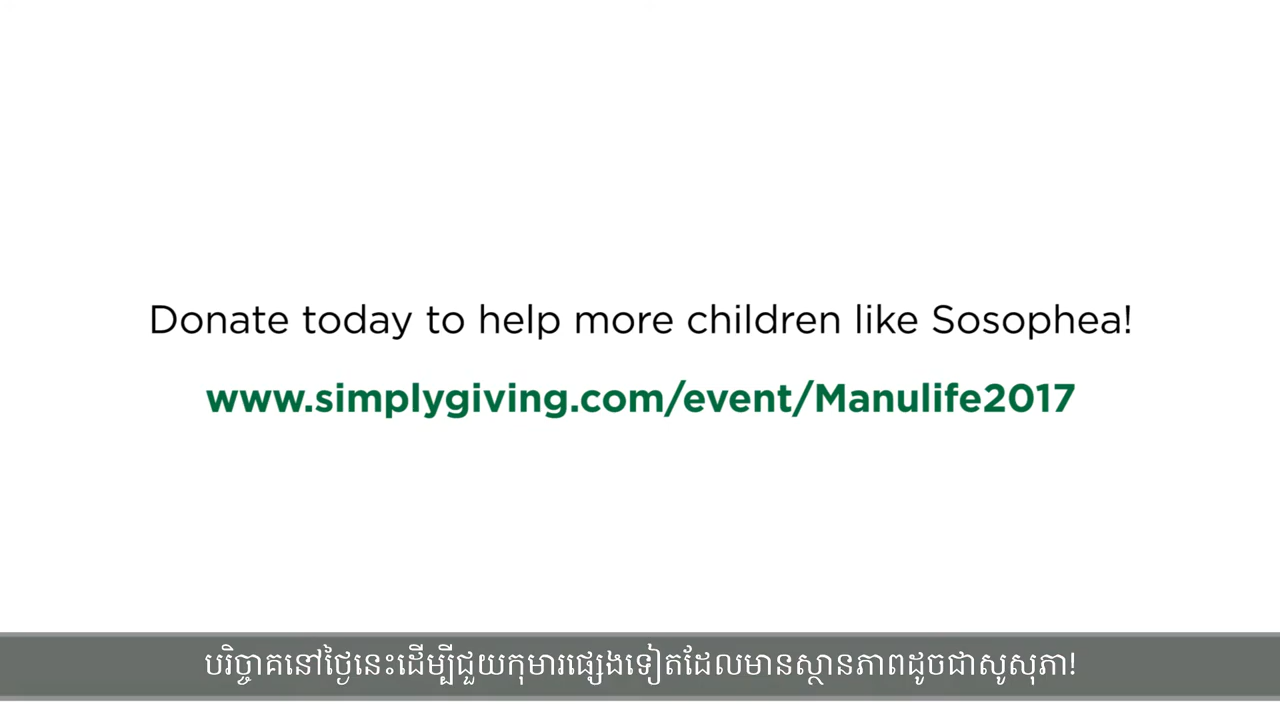 Donate today to help more children like Sosophea!
www.simplygiving.com/event/Manulife2017
បរិច្ចាគនៅថ្ងៃនេះដើម្បីជួយកុមារផ្សេងទៀតដែលមានស្ថានភាពដូចជាសូសុភា!